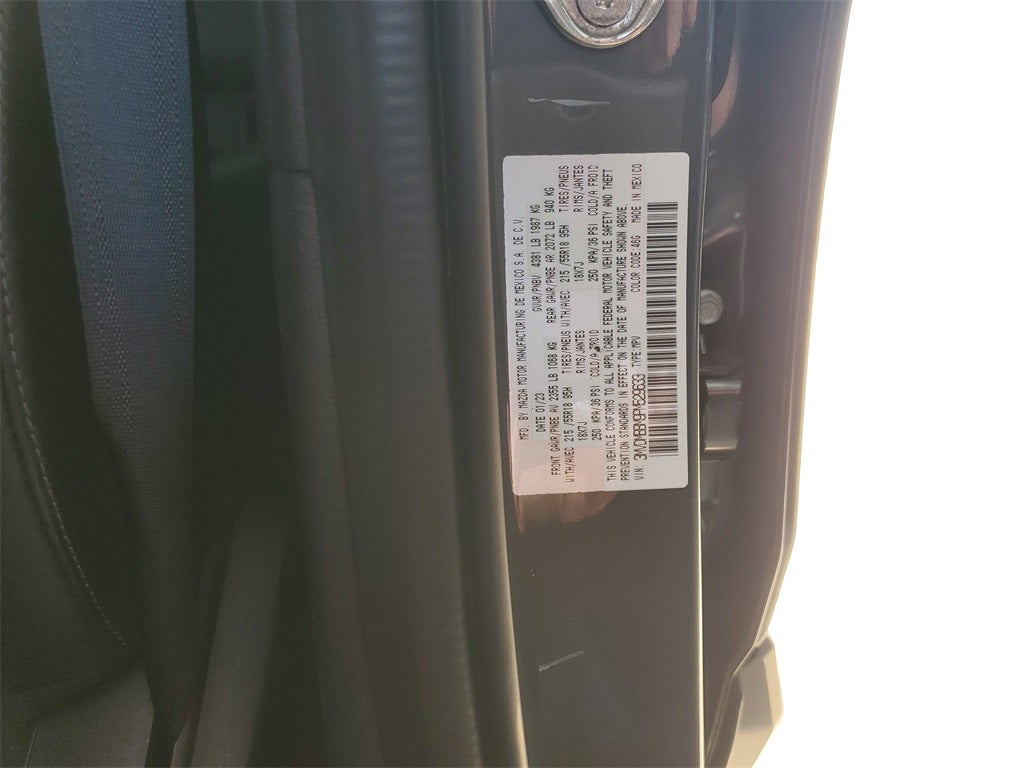 MFD. BY MAZDA MOTOR MANUFACTURING DE MEXICO S.A. DE C.V.
DATE 01/23 GVWR/PNBV 4381 LB 1987 KG
FRONT GAWR/PNBE AV 2355 LB 1068 KG REAR GAWR/PNBE AR 2072 LB 940 KG
WITH/AVEC 215 /55R18 95H TIRES/PNEUS WITH/AVEC 215 /55R18 95H TIRES/PNEUS
18X7J RIMS/JANTES 18X7J RIMS/JANTES
250 KPA/36 PSI COLD/A FROID 250 KPA/36 PSI COLD/A FROID
THIS VEHICLE CONFORMS TO ALL APPLICABLE FEDERAL MOTOR VEHICLE SAFETY AND THEFT
PREVENTION STANDARDS IN EFFECT ON THE DATE OF MANUFACTURE SHOWN ABOVE.
VIN: TYPE:MPV COLOR CODE:46G MADE IN MEXICO